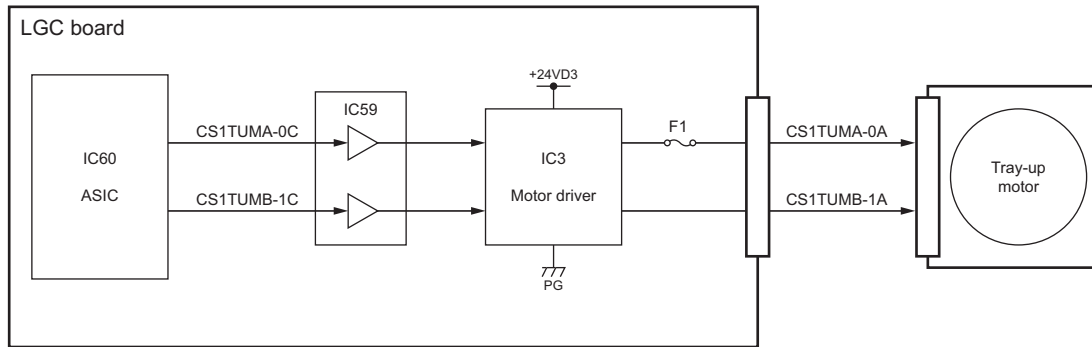 LGC board
+24VD3
IC60
ASIC
CS1TUMA-0C
CS1TUMB-1C
IC59
IC3
Motor driver
PG
F1
CS1TUMA-0A
CS1TUMB-1A
Tray-up
motor